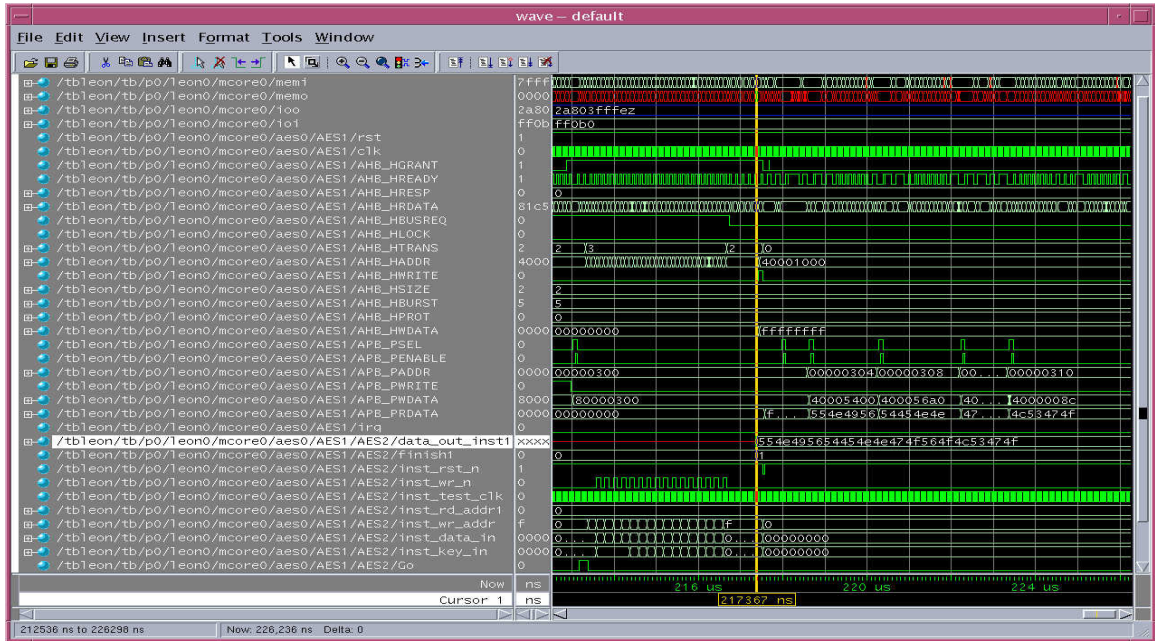 wave – default
File Edit View Insert Format Tools Window
/tbleon/tb/p0/leon0/mcore0/memi 7fff
/tbleon/tb/p0/leon0/mcore0/memo 0000
/tbleon/tb/p0/leon0/mcore0/ioo 2a80 2a803fffez
/tbleon/tb/p0/leon0/mcore0/ioi ff0b ff0b0
/tbleon/tb/p0/leon0/mcore0/aes0/AES1/rst 1
/tbleon/tb/p0/leon0/mcore0/aes0/AES1/clk 0
/tbleon/tb/p0/leon0/mcore0/aes0/AES1/AHB_HGRANT 1
/tbleon/tb/p0/leon0/mcore0/aes0/AES1/AHB_HREADY 1
/tbleon/tb/p0/leon0/mcore0/aes0/AES1/AHB_HRESP 0 0
/tbleon/tb/p0/leon0/mcore0/aes0/AES1/AHB_HRDATA 81c5
/tbleon/tb/p0/leon0/mcore0/aes0/AES1/AHB_HBUSREQ 0
/tbleon/tb/p0/leon0/mcore0/aes0/AES1/AHB_HLOCK 0
/tbleon/tb/p0/leon0/mcore0/aes0/AES1/AHB_HTRANS 2 2 3 2 0
/tbleon/tb/p0/leon0/mcore0/aes0/AES1/AHB_HADDR 4000 40001000
/tbleon/tb/p0/leon0/mcore0/aes0/AES1/AHB_HWRITE 0
/tbleon/tb/p0/leon0/mcore0/aes0/AES1/AHB_HSIZE 2 2
/tbleon/tb/p0/leon0/mcore0/aes0/AES1/AHB_HBURST 5 5
/tbleon/tb/p0/leon0/mcore0/aes0/AES1/AHB_HPROT 0 0
/tbleon/tb/p0/leon0/mcore0/aes0/AES1/AHB_HWDATA 0000 00000000 ffffffff
/tbleon/tb/p0/leon0/mcore0/aes0/AES1/APB_PSEL 0
/tbleon/tb/p0/leon0/mcore0/aes0/AES1/APB_PENABLE 0
/tbleon/tb/p0/leon0/mcore0/aes0/AES1/APB_PADDR 0000 00000300 00000304 00000308 00... 00000310
/tbleon/tb/p0/leon0/mcore0/aes0/AES1/APB_PWRITE 0
/tbleon/tb/p0/leon0/mcore0/aes0/AES1/APB_PWDATA 8000 80000300 40005400 400056a0 40... 4000008c
/tbleon/tb/p0/leon0/mcore0/aes0/AES1/APB_PRDATA 0000 00000000 f... 554e4956 54454e4e 47... 4c53474f
/tbleon/tb/p0/leon0/mcore0/aes0/AES1/irq 0
/tbleon/tb/p0/leon0/mcore0/aes0/AES1/AES2/data_out_inst1 xxxx 554e495654454e4e474f564f4c53474f
/tbleon/tb/p0/leon0/mcore0/aes0/AES1/AES2/finish1 0 0 1
/tbleon/tb/p0/leon0/mcore0/aes0/AES1/AES2/inst_rst_n 1
/tbleon/tb/p0/leon0/mcore0/aes0/AES1/AES2/inst_wr_n 0
/tbleon/tb/p0/leon0/mcore0/aes0/AES1/AES2/inst_test_clk 0
/tbleon/tb/p0/leon0/mcore0/aes0/AES1/AES2/inst_rd_addr1 0 0
/tbleon/tb/p0/leon0/mcore0/aes0/AES1/AES2/inst_wr_addr f 0 f 0
/tbleon/tb/p0/leon0/mcore0/aes0/AES1/AES2/inst_data_in 0000 0... 0... 00000000
/tbleon/tb/p0/leon0/mcore0/aes0/AES1/AES2/inst_key_in 0000 0... 0... 00000000
/tbleon/tb/p0/leon0/mcore0/aes0/AES1/AES2/Go 0
Now ns 216 us 220 us 224 us
Cursor 1 ns 217367 ns
212536 ns to 226298 ns Now: 226,236 ns Delta: 0